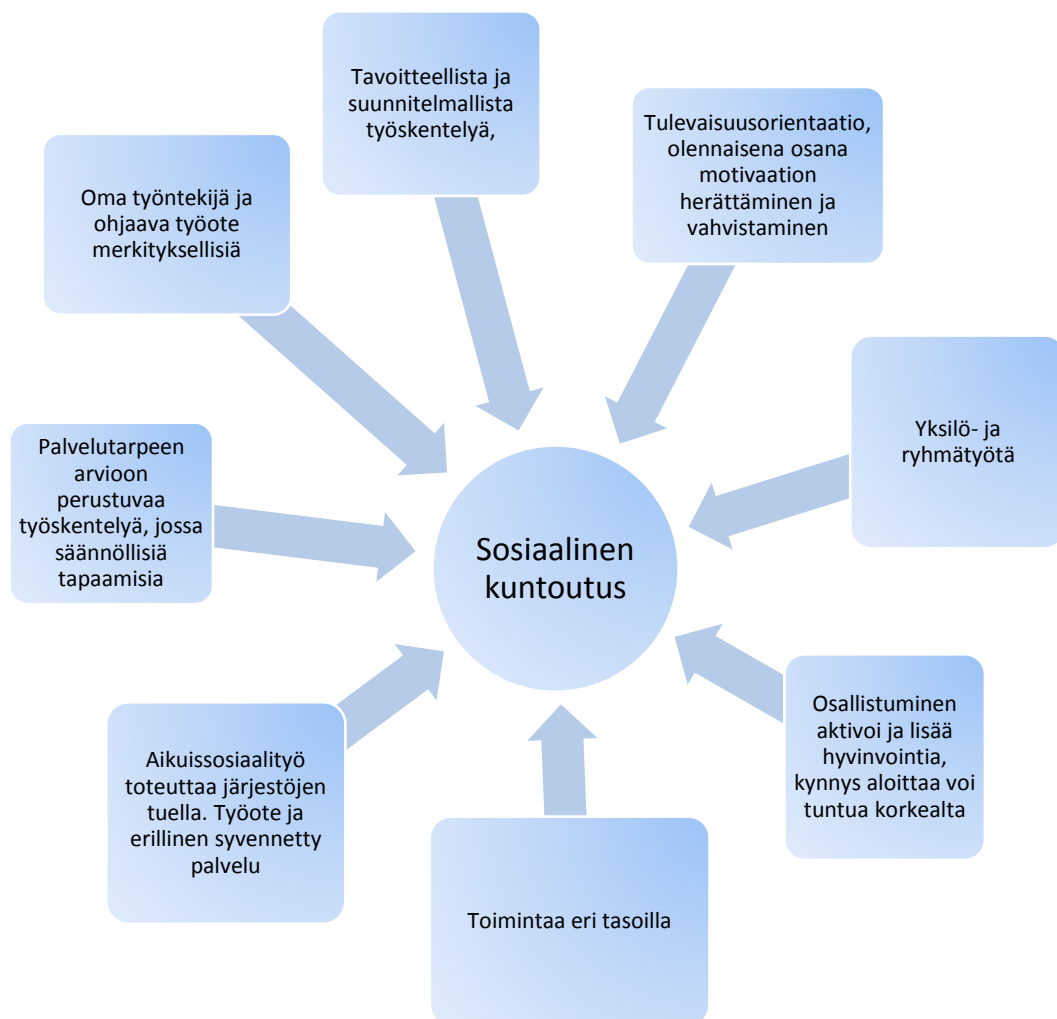 Tavoitteellista ja
suunnitelmallista
työskentelyä,
Tulevaisuusorientaatio,
olennaisena osana
motivaation
herättäminen ja
vahvistaminen
Oma työntekijä ja
ohjaava työote
merkityksellisiä
Yksilö- ja
ryhmätyötä
Palvelutarpeen
arvioon
perustuvaa
työskentelyä, jossa
säännöllisiä
tapaamisia
Sosiaalinen
kuntoutus
Osallistuminen
aktivoi ja lisää
hyvinvointia,
kynnys aloittaa voi
tuntua korkealta
Aikuissosiaalityö
toteuttaa järjestöjen
tuella. Työote ja
erillinen syvennetty
palvelu
Toimintaa eri tasoilla